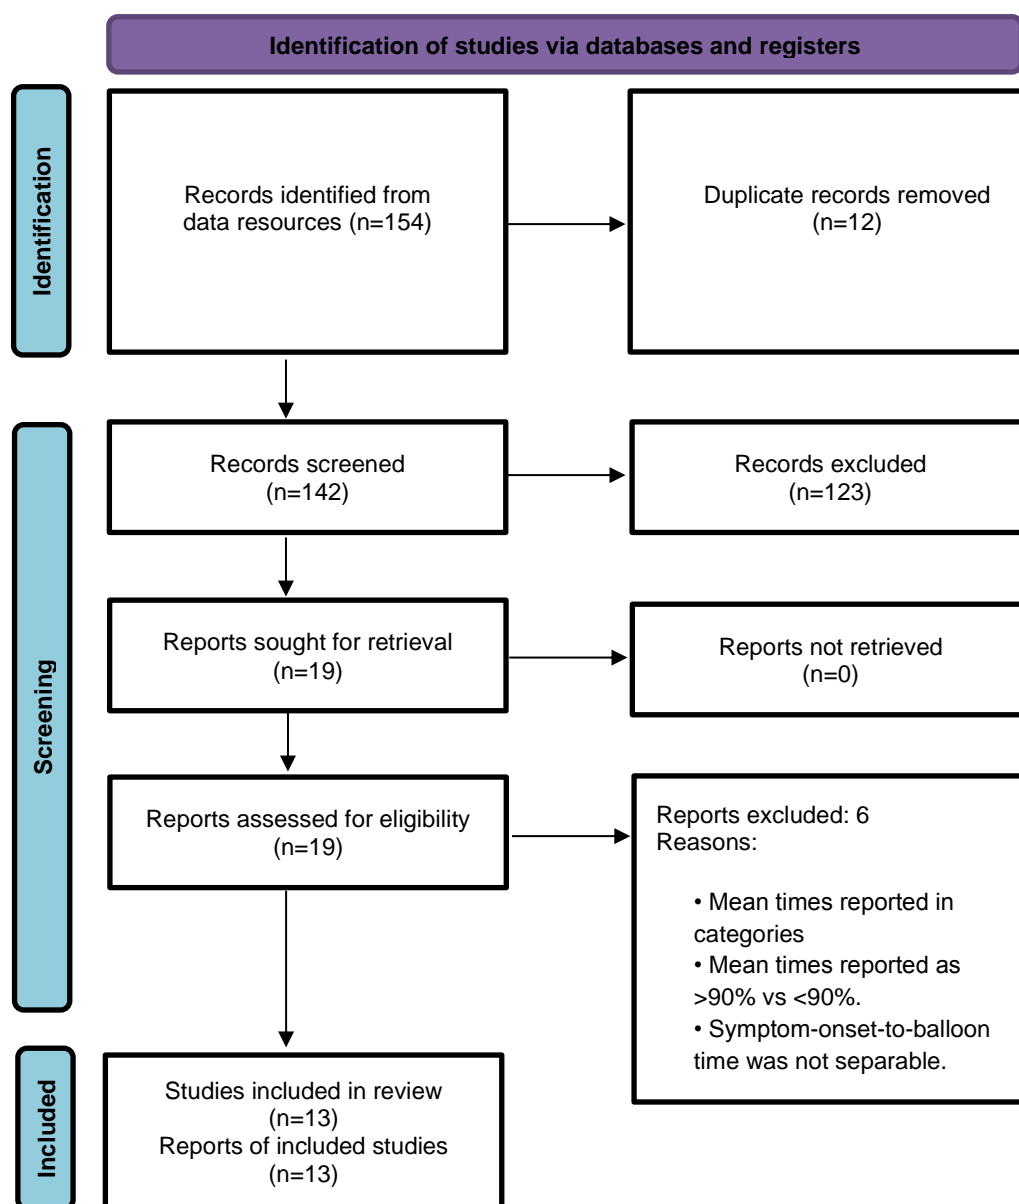 Identification of studies via databases and registers
Identification
Records identified from
data resources (n=154)
Duplicate records removed
(n=12)
Screening
Records screened
(n=142)
Records excluded
(n=123)
Reports sought for retrieval
(n=19)
Reports not retrieved
(n=0)
Reports assessed for eligibility
(n=19)
Reports excluded: 6
Reasons:
• Mean times reported in
categories
• Mean times reported as
>90% vs <90%.
• Symptom-onset-to-balloon
time was not separable.
Included
Studies included in review
(n=13)
Reports of included studies
(n=13)